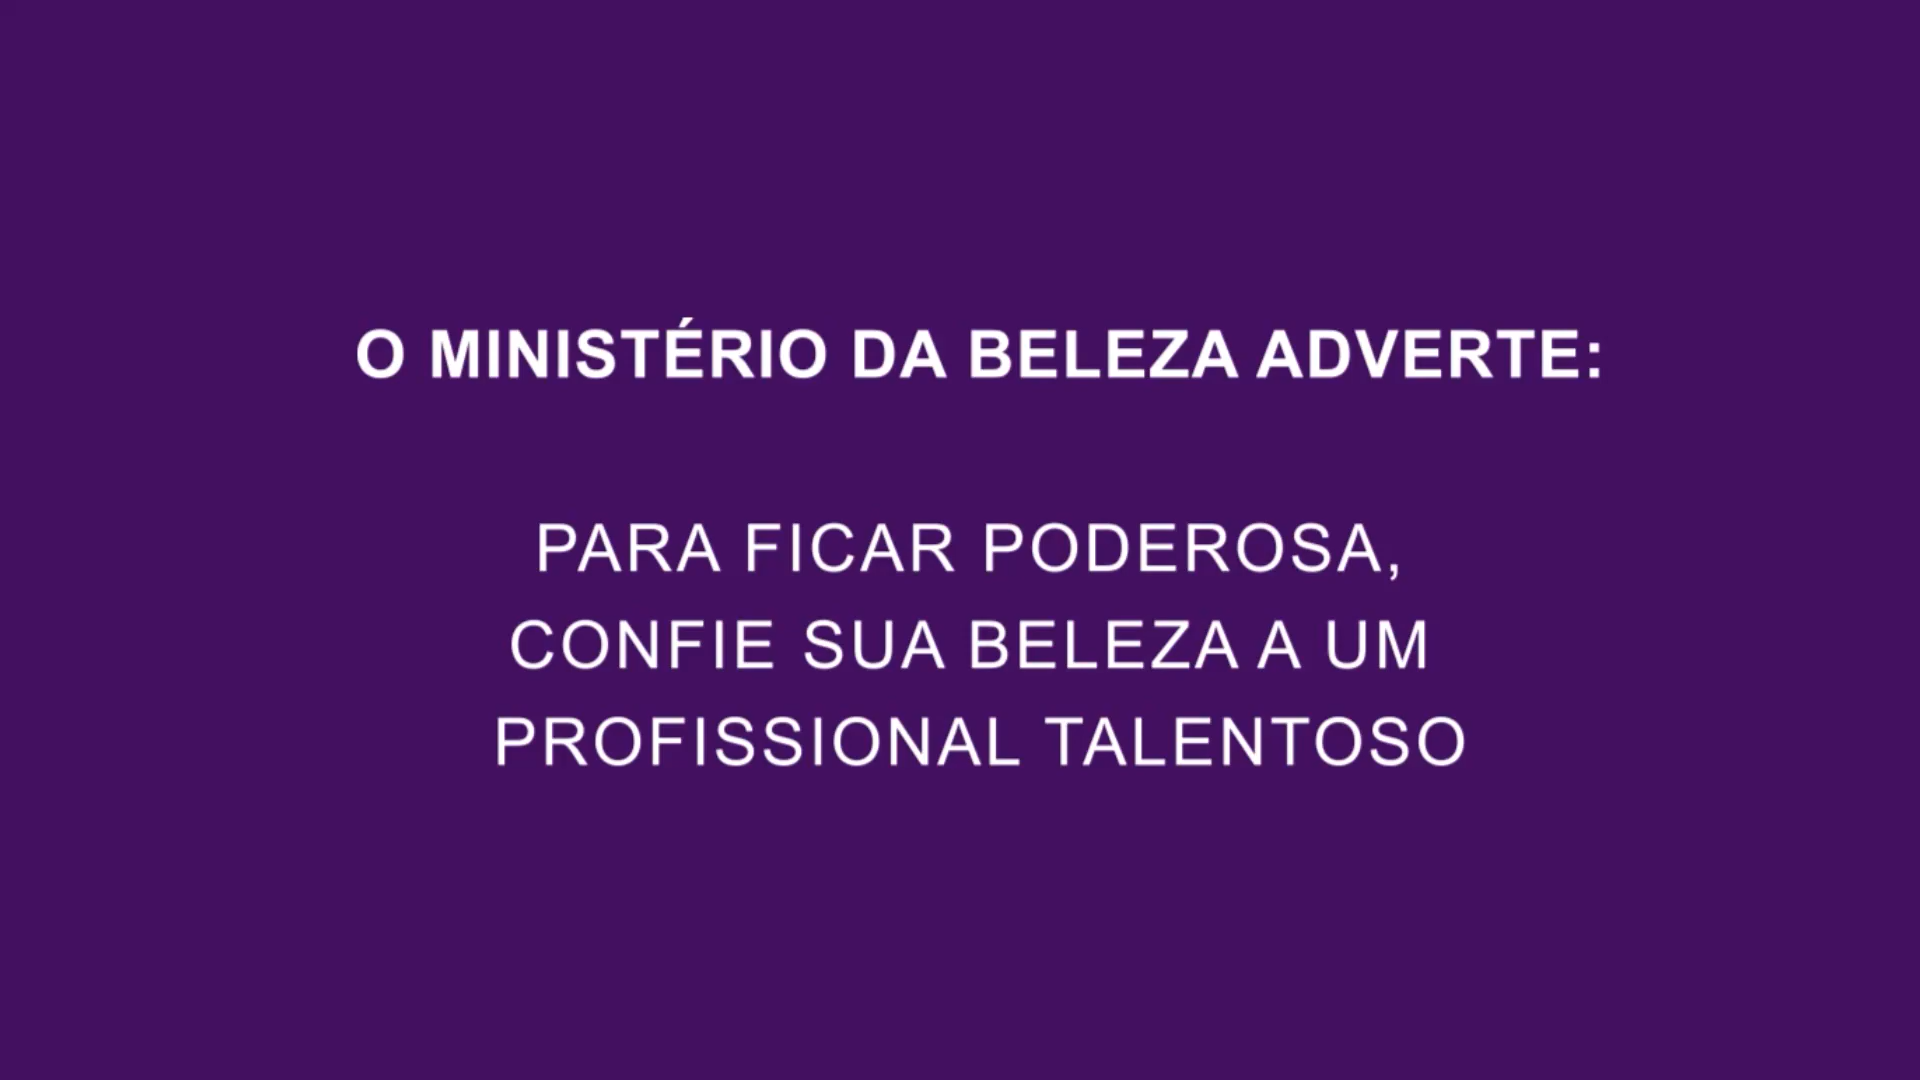 O MINISTÉRIO DA BELEZA ADVERTE:
PARA FICAR PODEROSA,
CONFIE SUA BELEZA A UM
PROFISSIONAL TALENTOSO